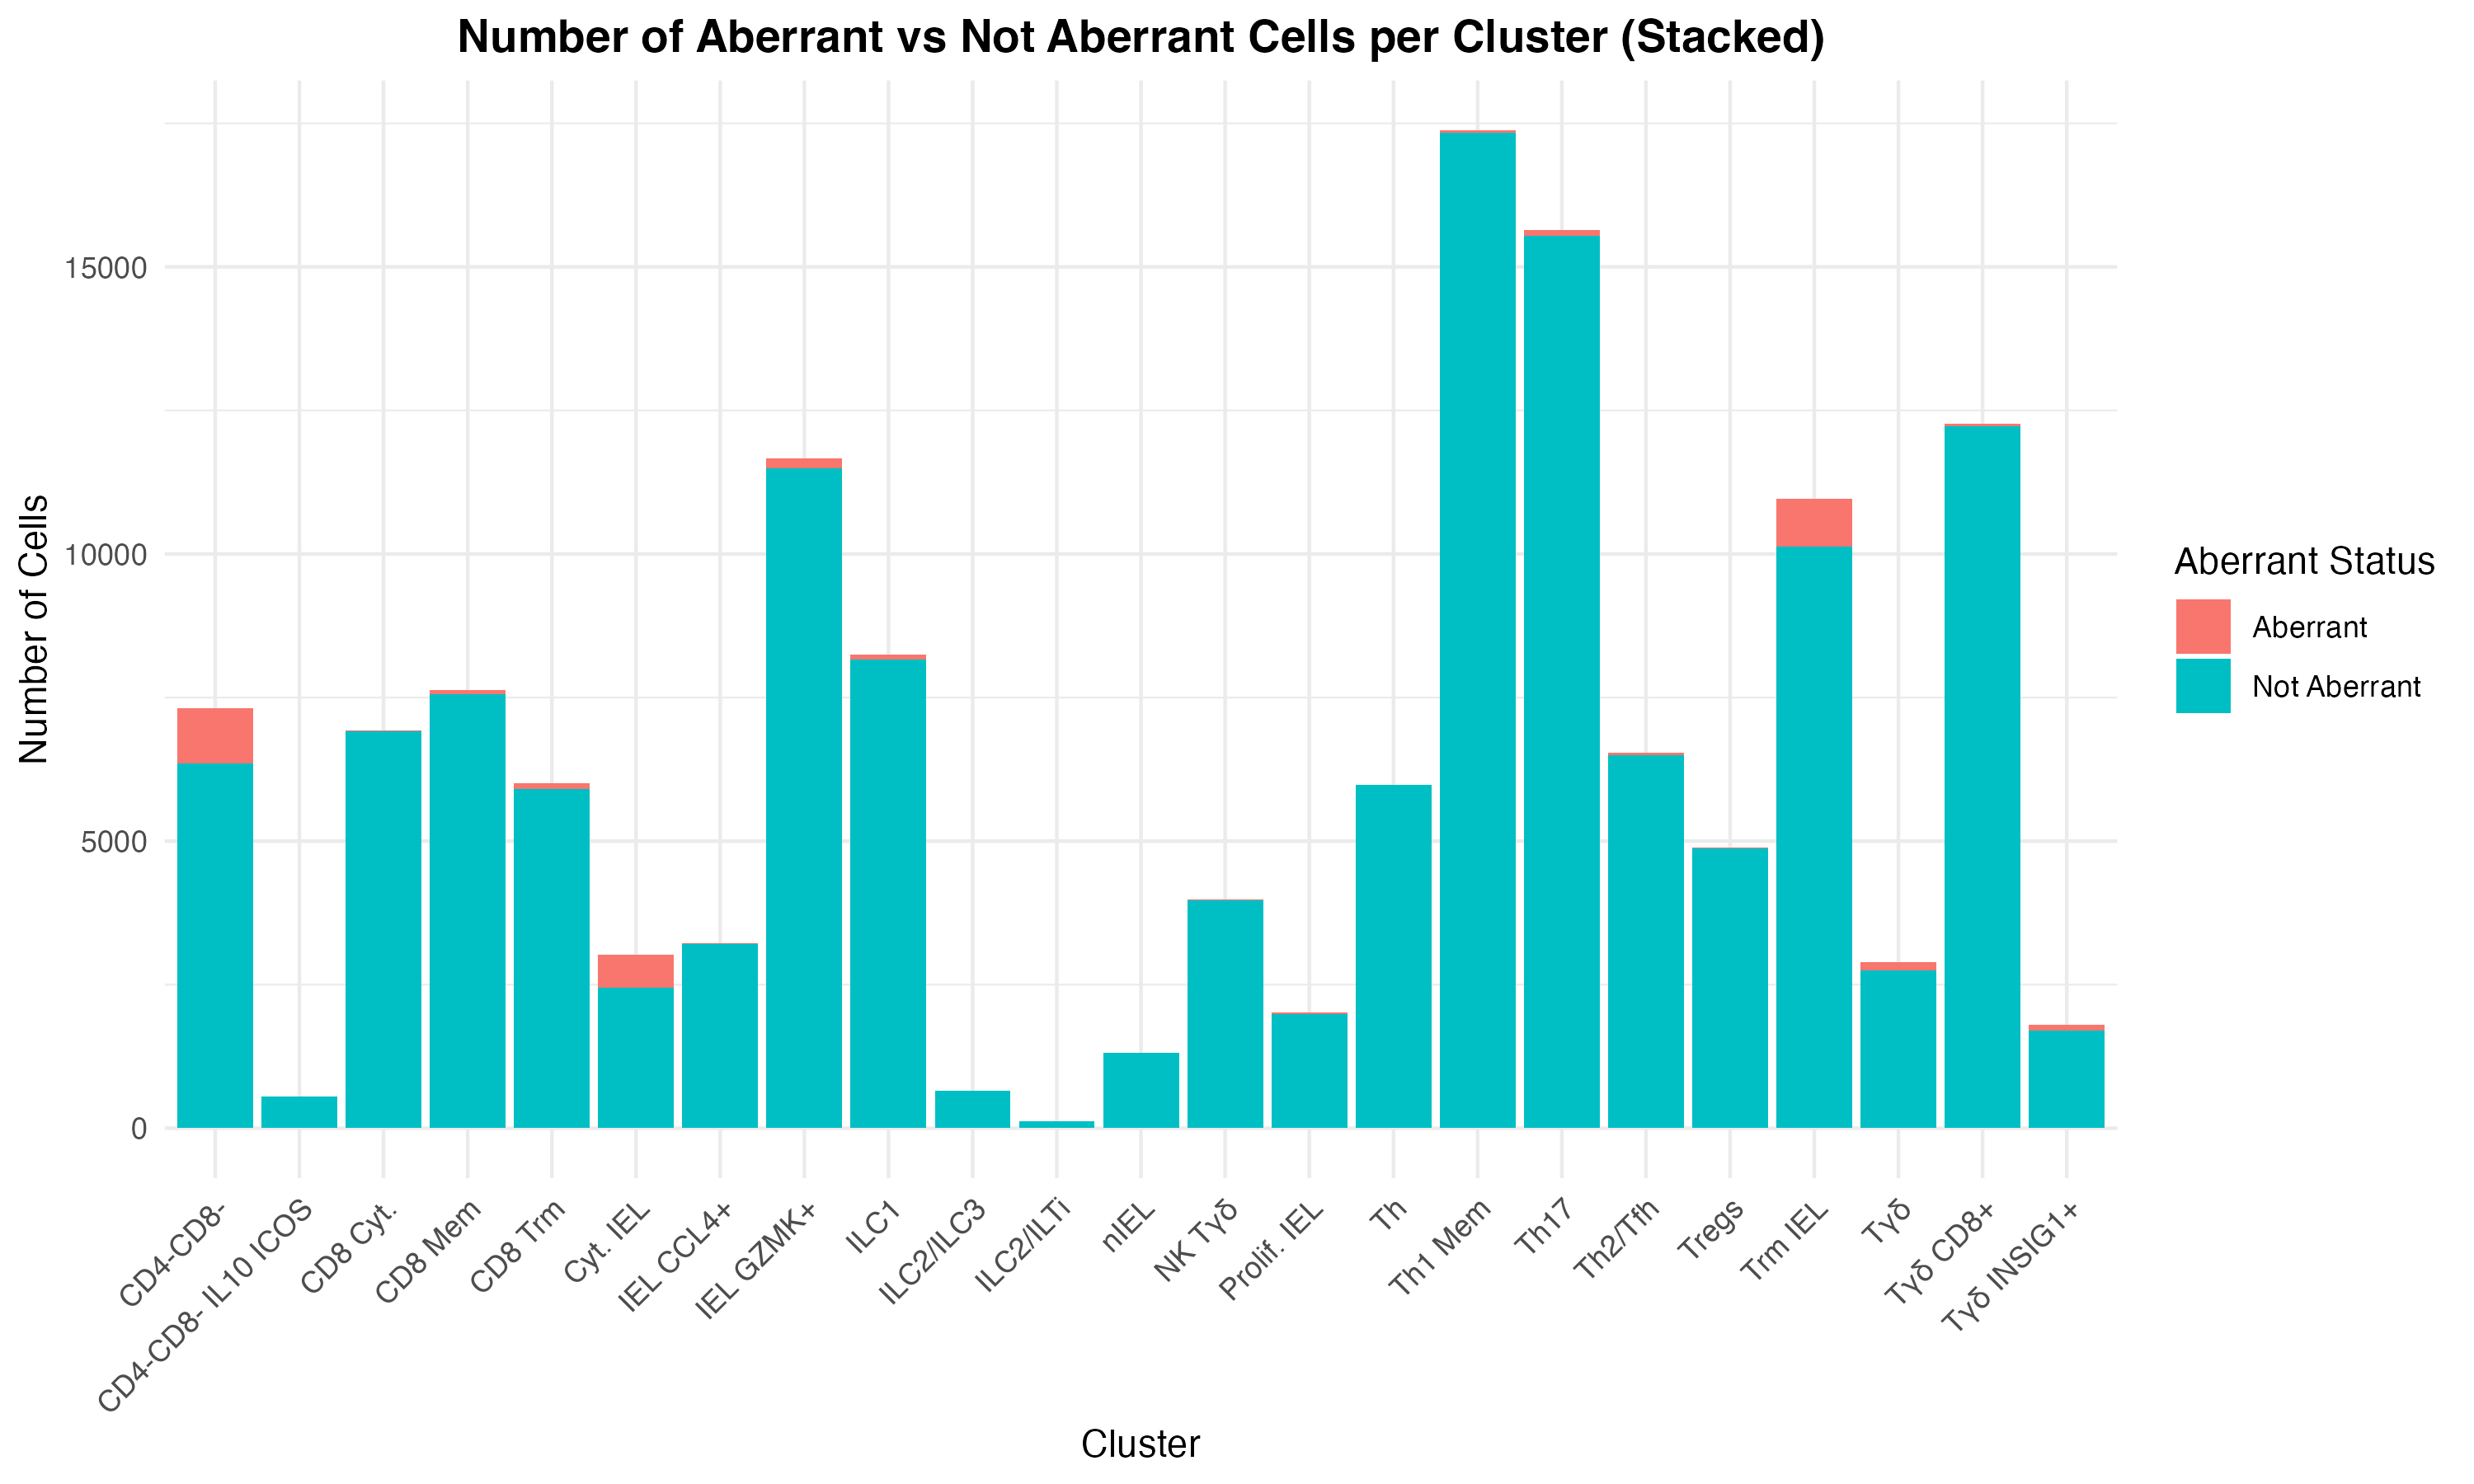 Number of Aberrant vs Not Aberrant Cells per Cluster (Stacked)
Number of Cells
15000
10000
5000
0
CD4-CD8-
CD4-CD8- IL10 ICOS
CD8 Cyt.
CD8 Mem
CD8 Trm
Cyt. IEL
IEL CCL4+
IEL GZMK+
ILC1
ILC2/ILC3
ILC2/ILTi
nIEL
NK Tγδ
Prolif. IEL
Th
Th1 Mem
Th17
Th2/Tfh
Tregs
Trm IEL
Tγδ
Tγδ CD8+
Tγδ INSIG1+
Cluster
Aberrant Status
Aberrant
Not Aberrant